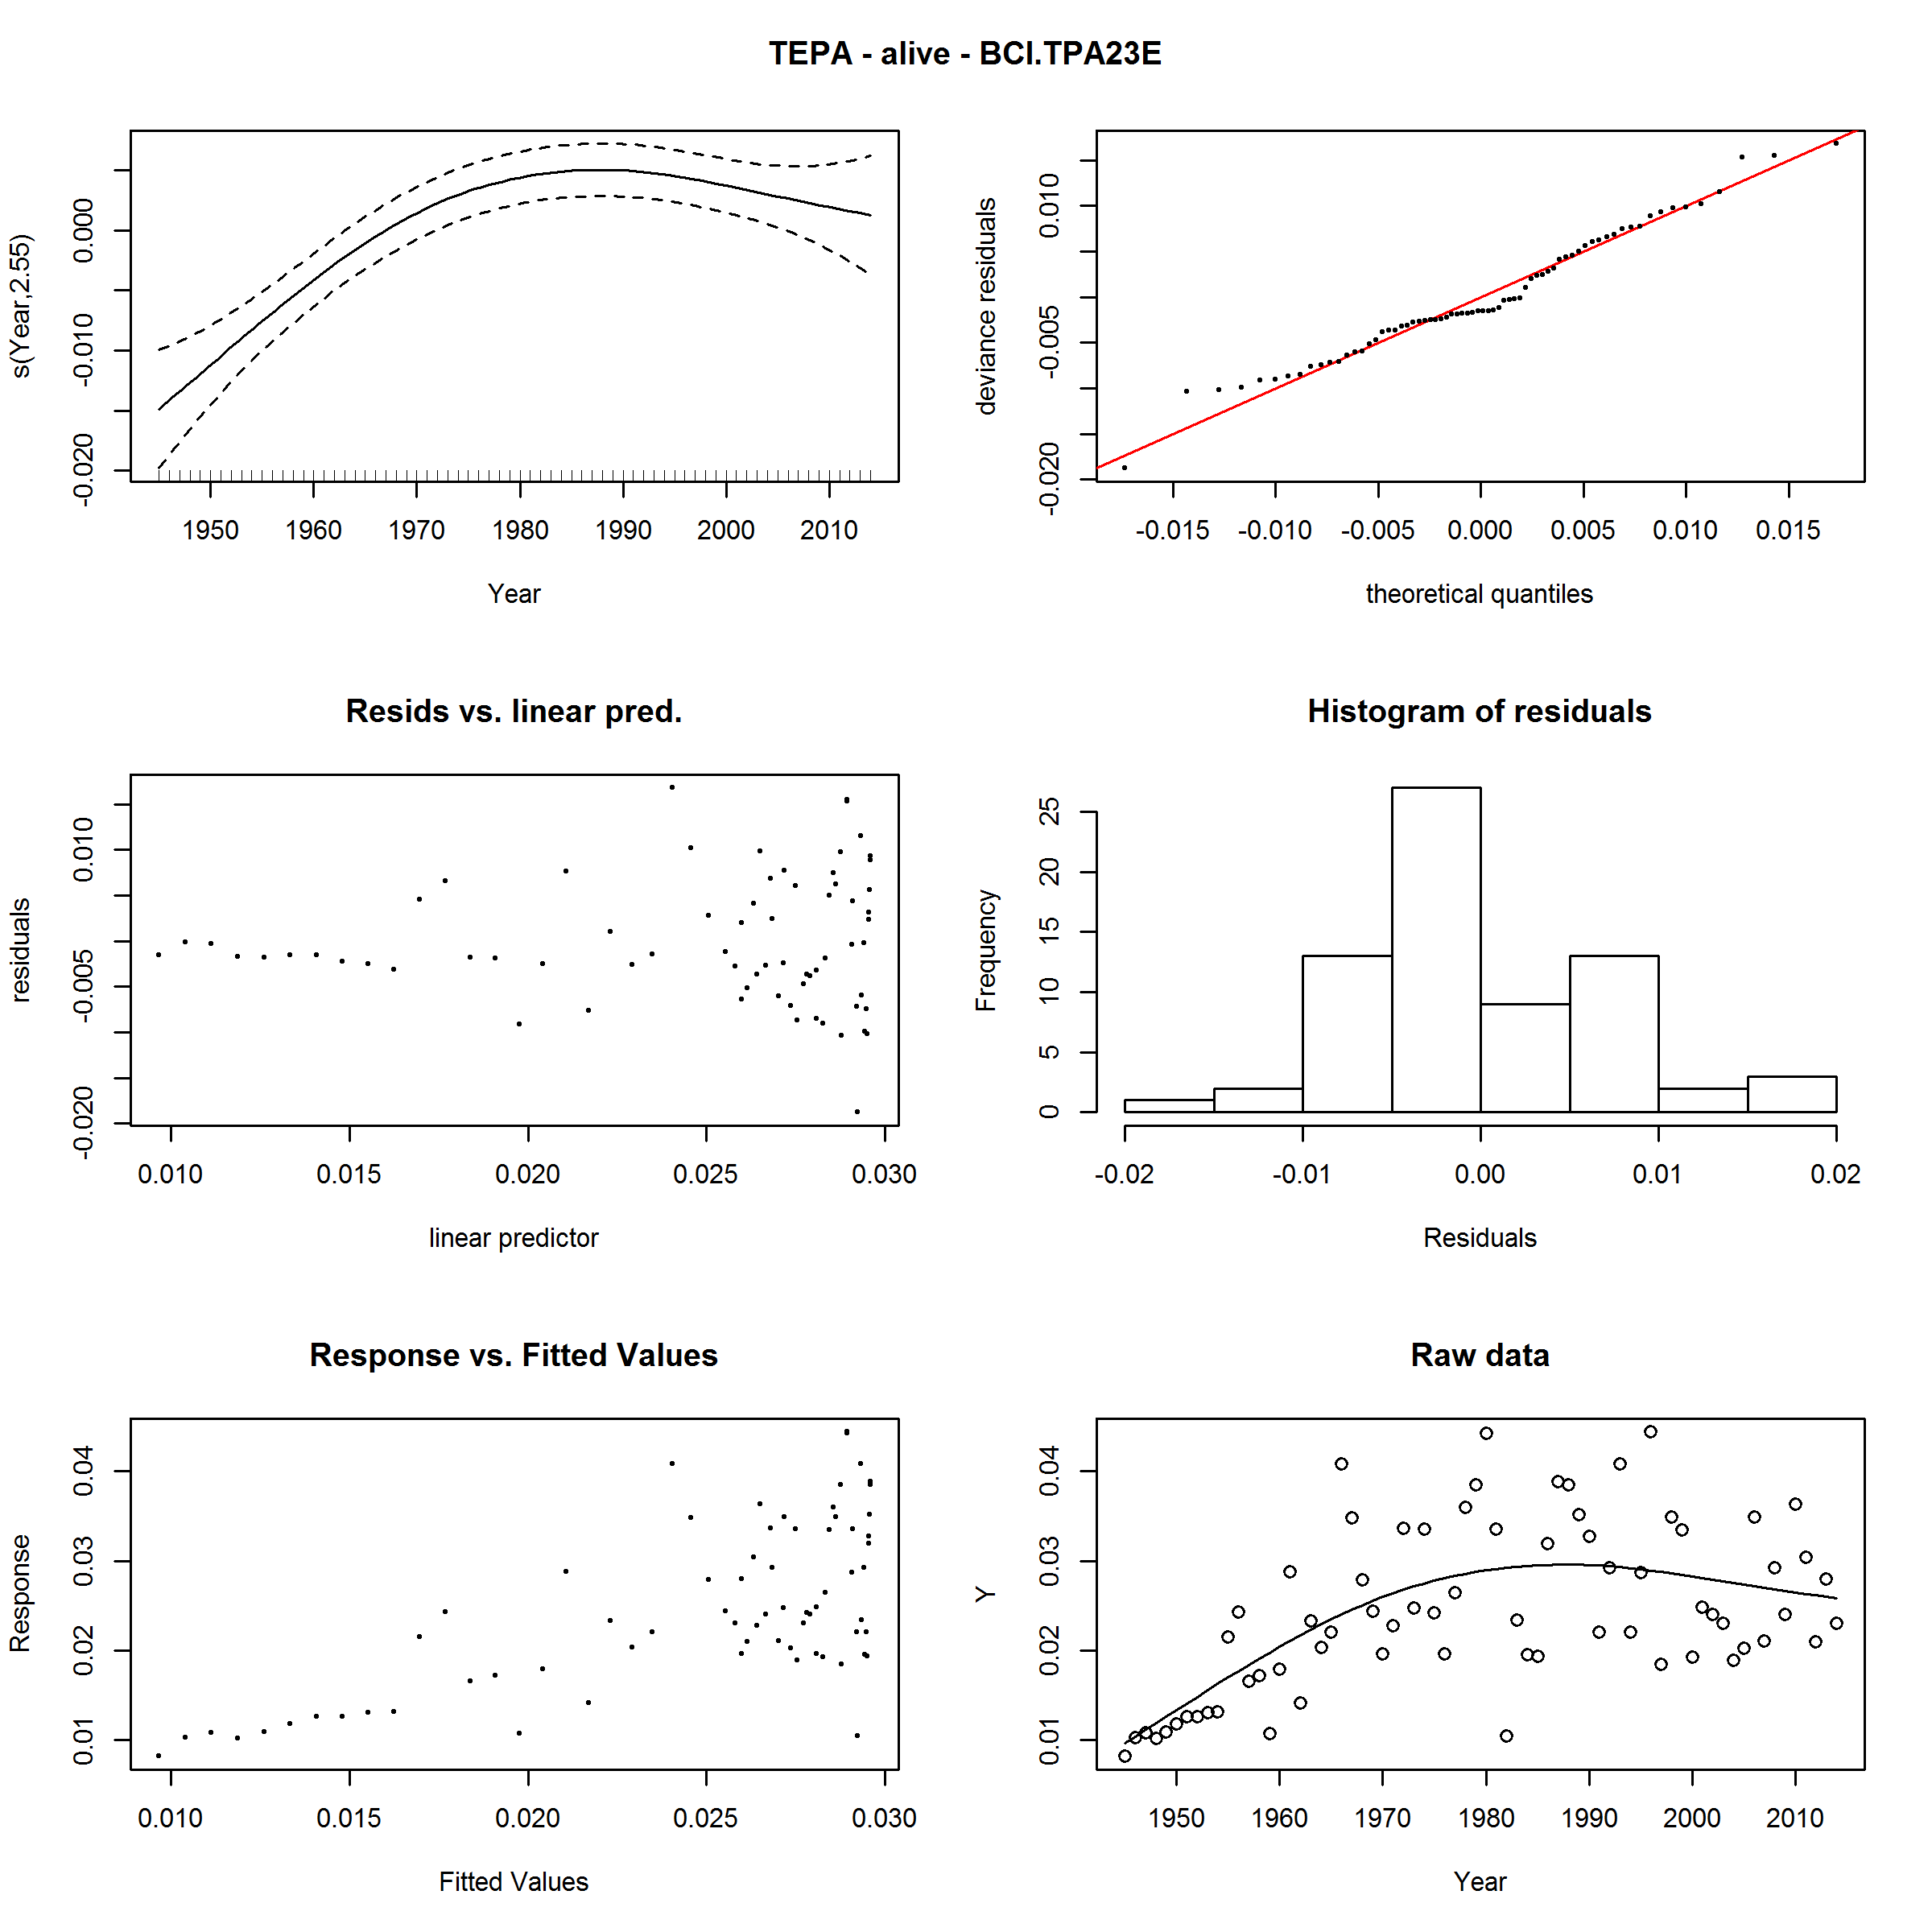 TEPA - alive - BCI.TPA23E
s(Year,2.55)
-0.020 -0.010 0.000
1950 1960 1970 1980 1990 2000 2010
Year
deviance residuals
-0.020 -0.005 0.010
-0.015 -0.010 -0.005 0.000 0.005 0.010 0.015
theoretical quantiles
Resids vs. linear pred.
residuals
-0.020 -0.005 0.010
0.010 0.015 0.020 0.025 0.030
linear predictor
Histogram of residuals
Frequency
0 5 10 15 20 25
-0.02 -0.01 0.00 0.01 0.02
Residuals
Response vs. Fitted Values
Response
0.01 0.02 0.03 0.04
0.010 0.015 0.020 0.025 0.030
Fitted Values
Raw data
Y
0.01 0.02 0.03 0.04
1950 1960 1970 1980 1990 2000 2010
Year